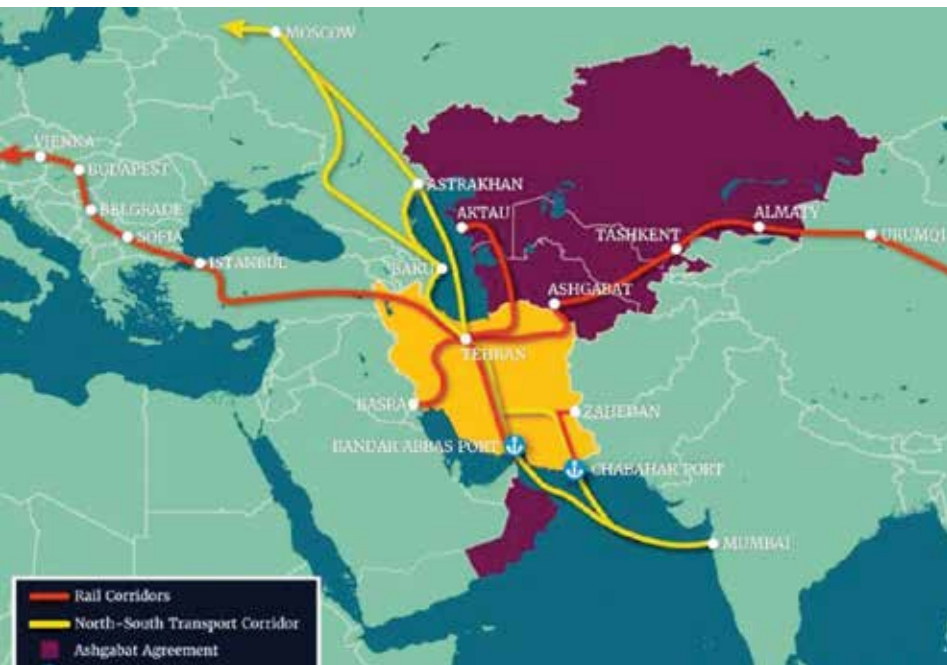 MOSCOW
VIENNA
BUDAPEST
ASTRAKHAN
BELGRADE
AKTAU
ALMATY
SOFIA
TASHKENT
URUMQI
ISTANBUL
BAKU
ASHGABAT
TEHRAN
BASRA
ZAHEDAN
BANDAR ABBAS PORT
CHABAHAR PORT
MUMBAI
Rail Corridors
North-South Transport Corridor
Ashgabat Agreement